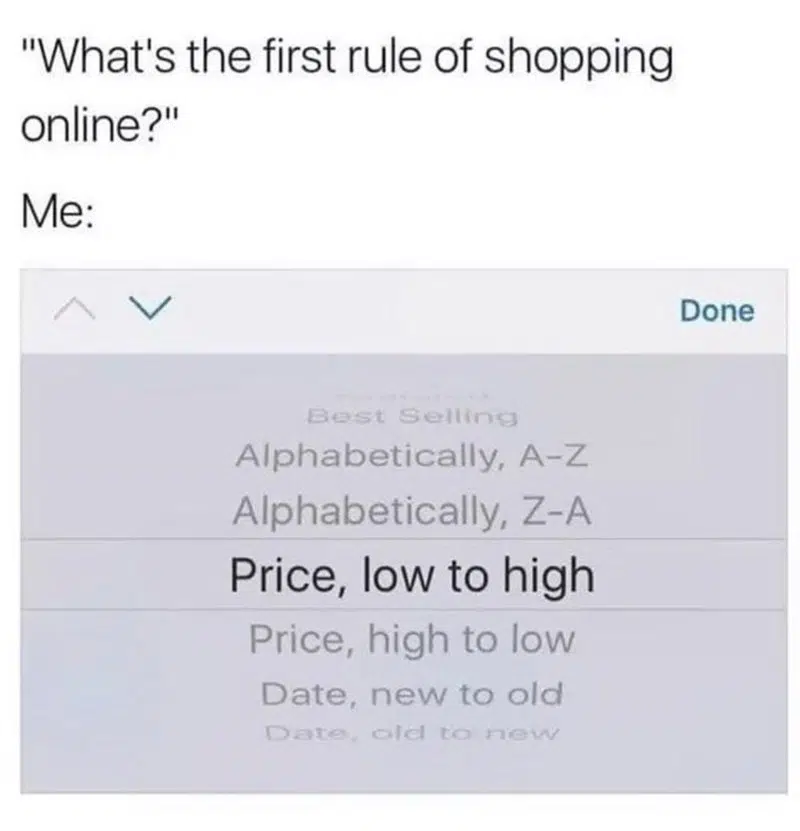 "What's the first rule of shopping
online?"
Me:
Done
Best Selling
Alphabetically, A-Z
Alphabetically, Z-A
Price, low to high
Price, high to low
Date, new to old
Date, old to new